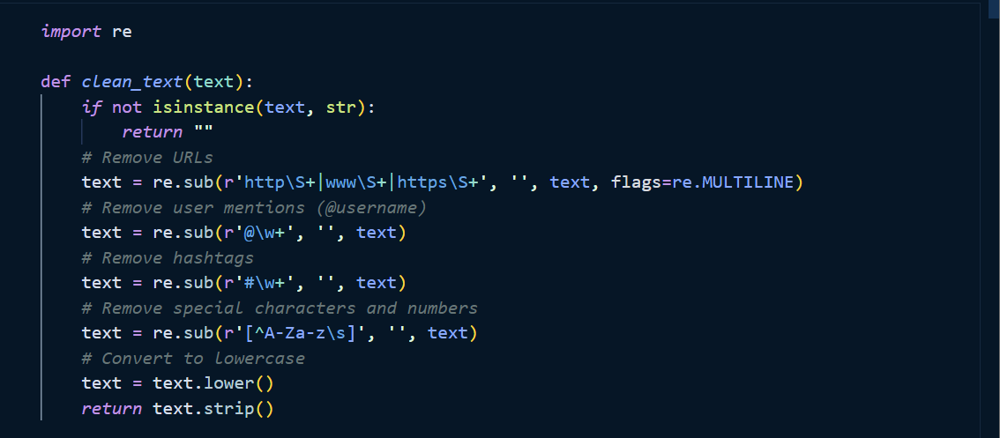 import re
def clean_text(text):
    if not isinstance(text, str):
        return ""
    # Remove URLs
    text = re.sub(r'http\S+|www\S+|https\S+', '', text, flags=re.MULTILINE)
    # Remove user mentions (@username)
    text = re.sub(r'@\w+', '', text)
    # Remove hashtags
    text = re.sub(r'#\w+', '', text)
    # Remove special characters and numbers
    text = re.sub(r'[^A-Za-z\s]', '', text)
    # Convert to lowercase
    text = text.lower()
    return text.strip()